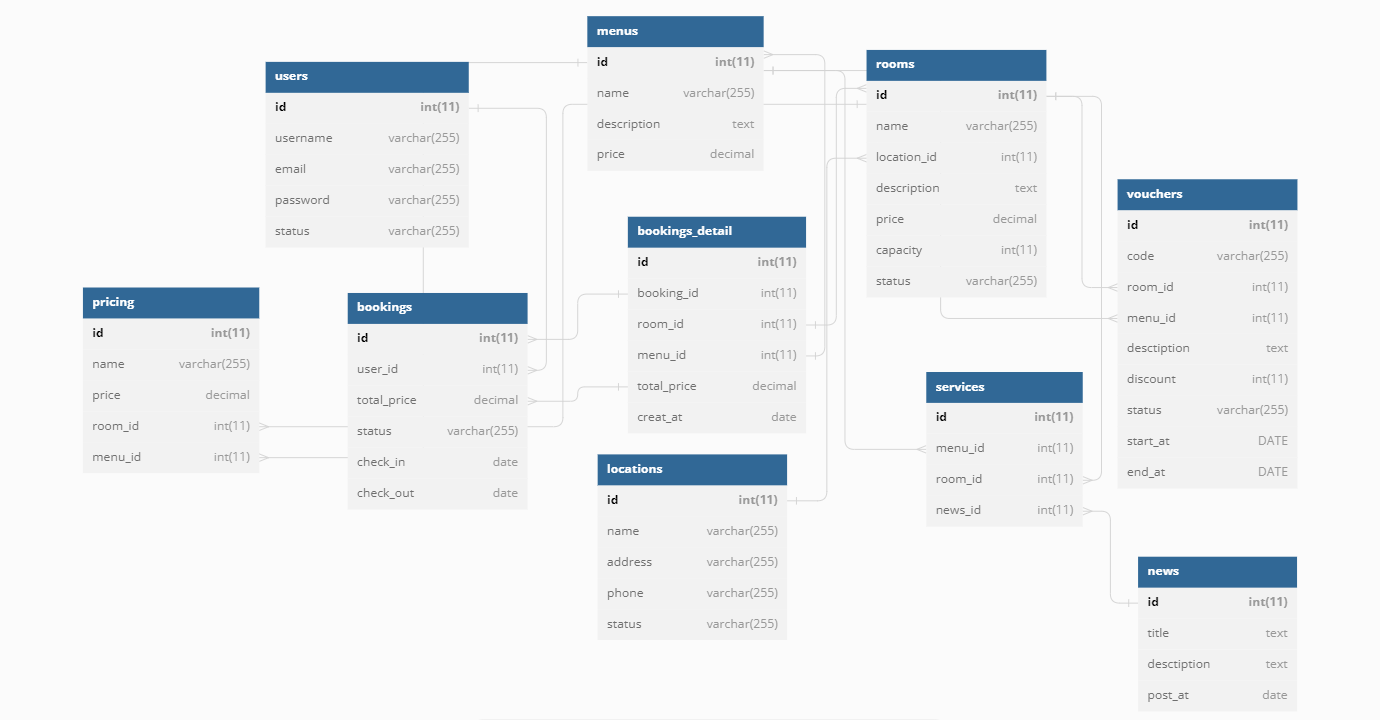 menus
id int(11)
name varchar(255)
description text
price decimal
users
id int(11)
username varchar(255)
email varchar(255)
password varchar(255)
status varchar(255)
rooms
id int(11)
name varchar(255)
location_id int(11)
description text
price decimal
capacity int(11)
status varchar(255)
vouchers
id int(11)
code varchar(255)
room_id int(11)
menu_id int(11)
desctiption text
discount int(11)
status varchar(255)
start_at DATE
end_at DATE
bookings_detail
id int(11)
booking_id int(11)
room_id int(11)
menu_id int(11)
total_price decimal
creat_at date
pricing
id int(11)
name varchar(255)
price decimal
room_id int(11)
menu_id int(11)
bookings
id int(11)
user_id int(11)
total_price decimal
status varchar(255)
check_in date
check_out date
services
id int(11)
menu_id int(11)
room_id int(11)
news_id int(11)
locations
id int(11)
name varchar(255)
address varchar(255)
phone varchar(255)
status varchar(255)
news
id int(11)
title text
desctiption text
post_at date